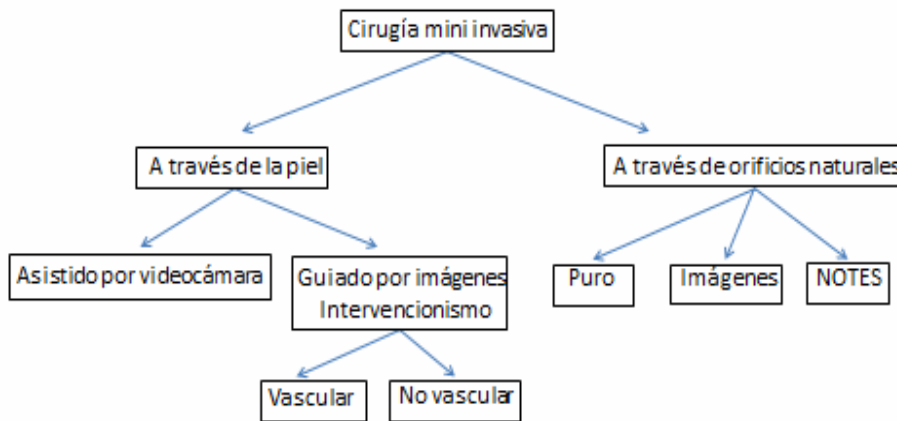 Cirugía mini invasiva
A través de la piel
A través de orificios naturales
Asistido por videocámara
Guiado por imágenes
Intervencionismo
Puro
Imágenes
NOTES
Vascular
No vascular